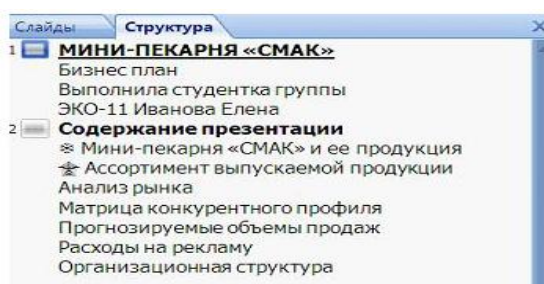 Слайды Структура
1 МИНИ-ПЕКАРНЯ «СМАК»
Бизнес план
Выполнила студентка группы
ЭКО-11 Иванова Елена
2 Содержание презентации
Мини-пекарня «СМАК» и ее продукция
Ассортимент выпускаемой продукции
Анализ рынка
Матрица конкурентного профиля
Прогнозируемые объемы продаж
Расходы на рекламу
Организационная структура